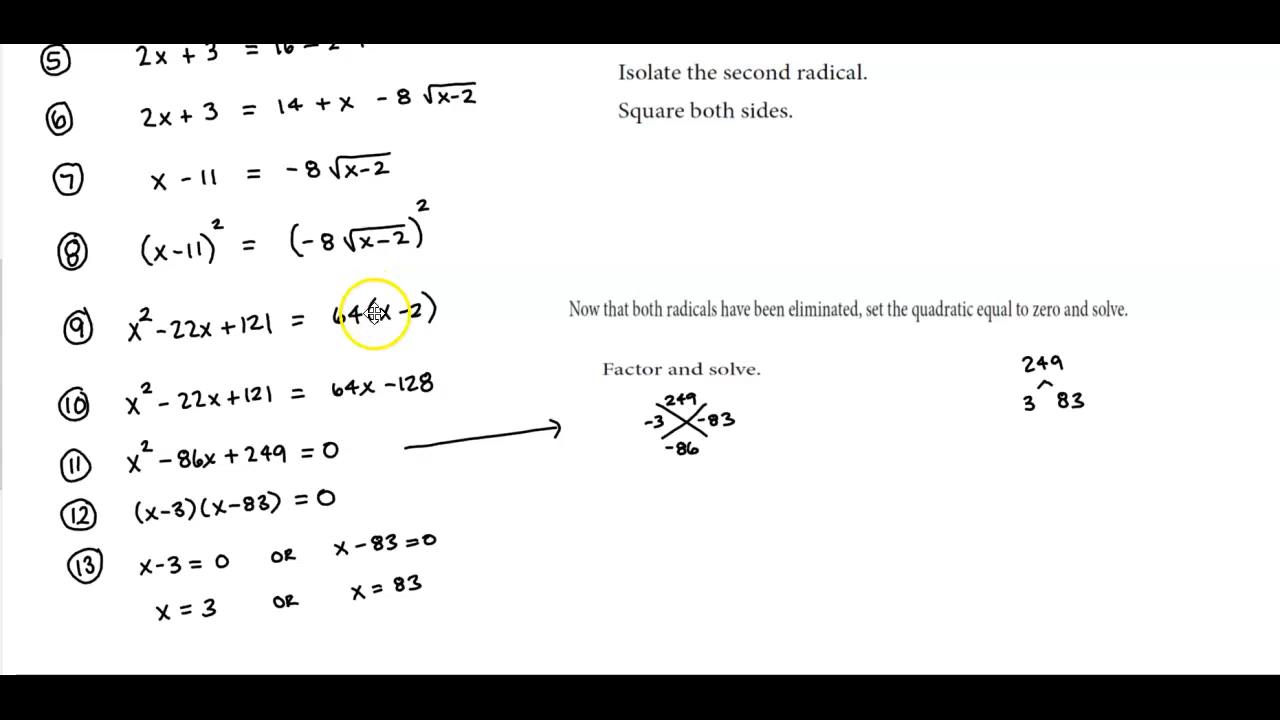 ⑤ 2x + 3 = 16 - 2
Isolate the second radical.
⑥ 2x + 3 = 14 + x - 8√(x-2)
Square both sides.
⑦ x - 11 = -8√(x-2)
⑧ (x-11)² = (-8√(x-2))²
⑨ x² - 22x + 121 = 64(x-2)
Now that both radicals have been eliminated, set the quadratic equal to zero and solve.
⑩ x² - 22x + 121 = 64x - 128
Factor and solve.
249
-3 -83
-86
249
3 83
⑪ x² - 86x + 249 = 0
⑫ (x-3)(x-83) = 0
⑬ x-3 = 0 OR x-83 = 0
x = 3 OR x = 83